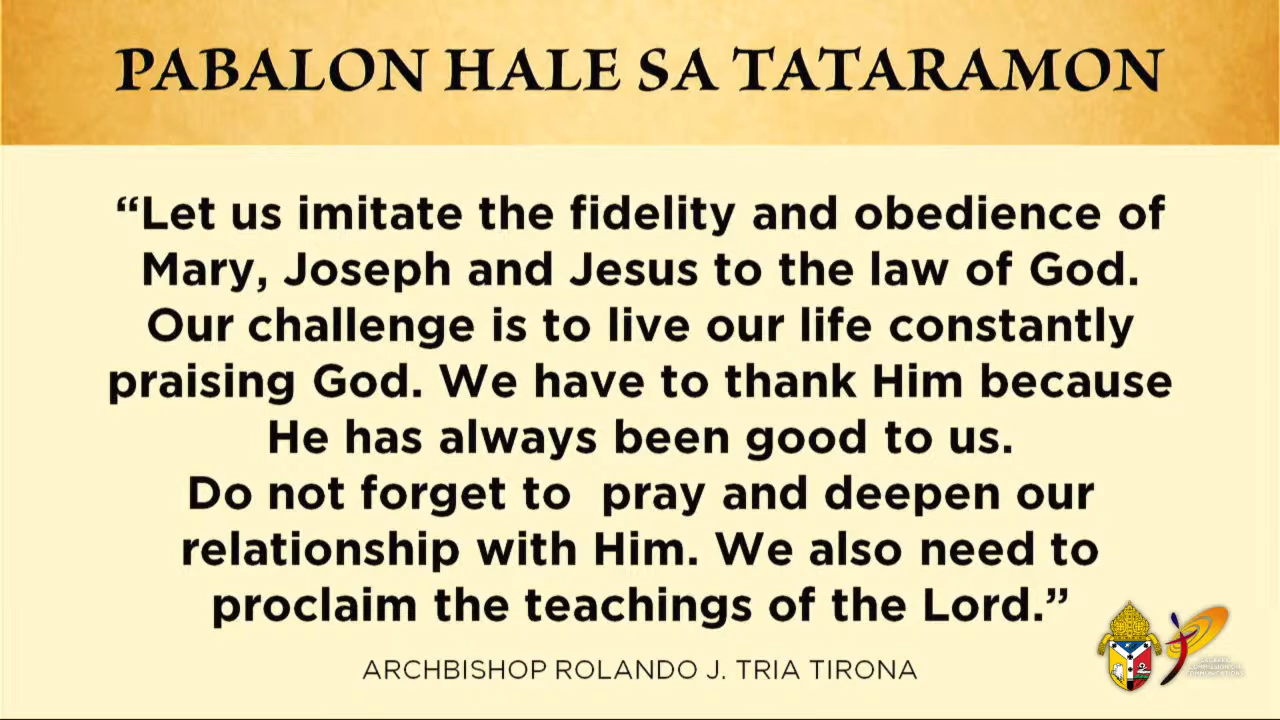 PABALON HALE SA TATARAMON
“Let us imitate the fidelity and obedience of
Mary, Joseph and Jesus to the law of God.
Our challenge is to live our life constantly
praising God. We have to thank Him because
He has always been good to us.
Do not forget to  pray and deepen our
relationship with Him. We also need to
proclaim the teachings of the Lord.”
ARCHBISHOP ROLANDO J. TRIA TIRONA